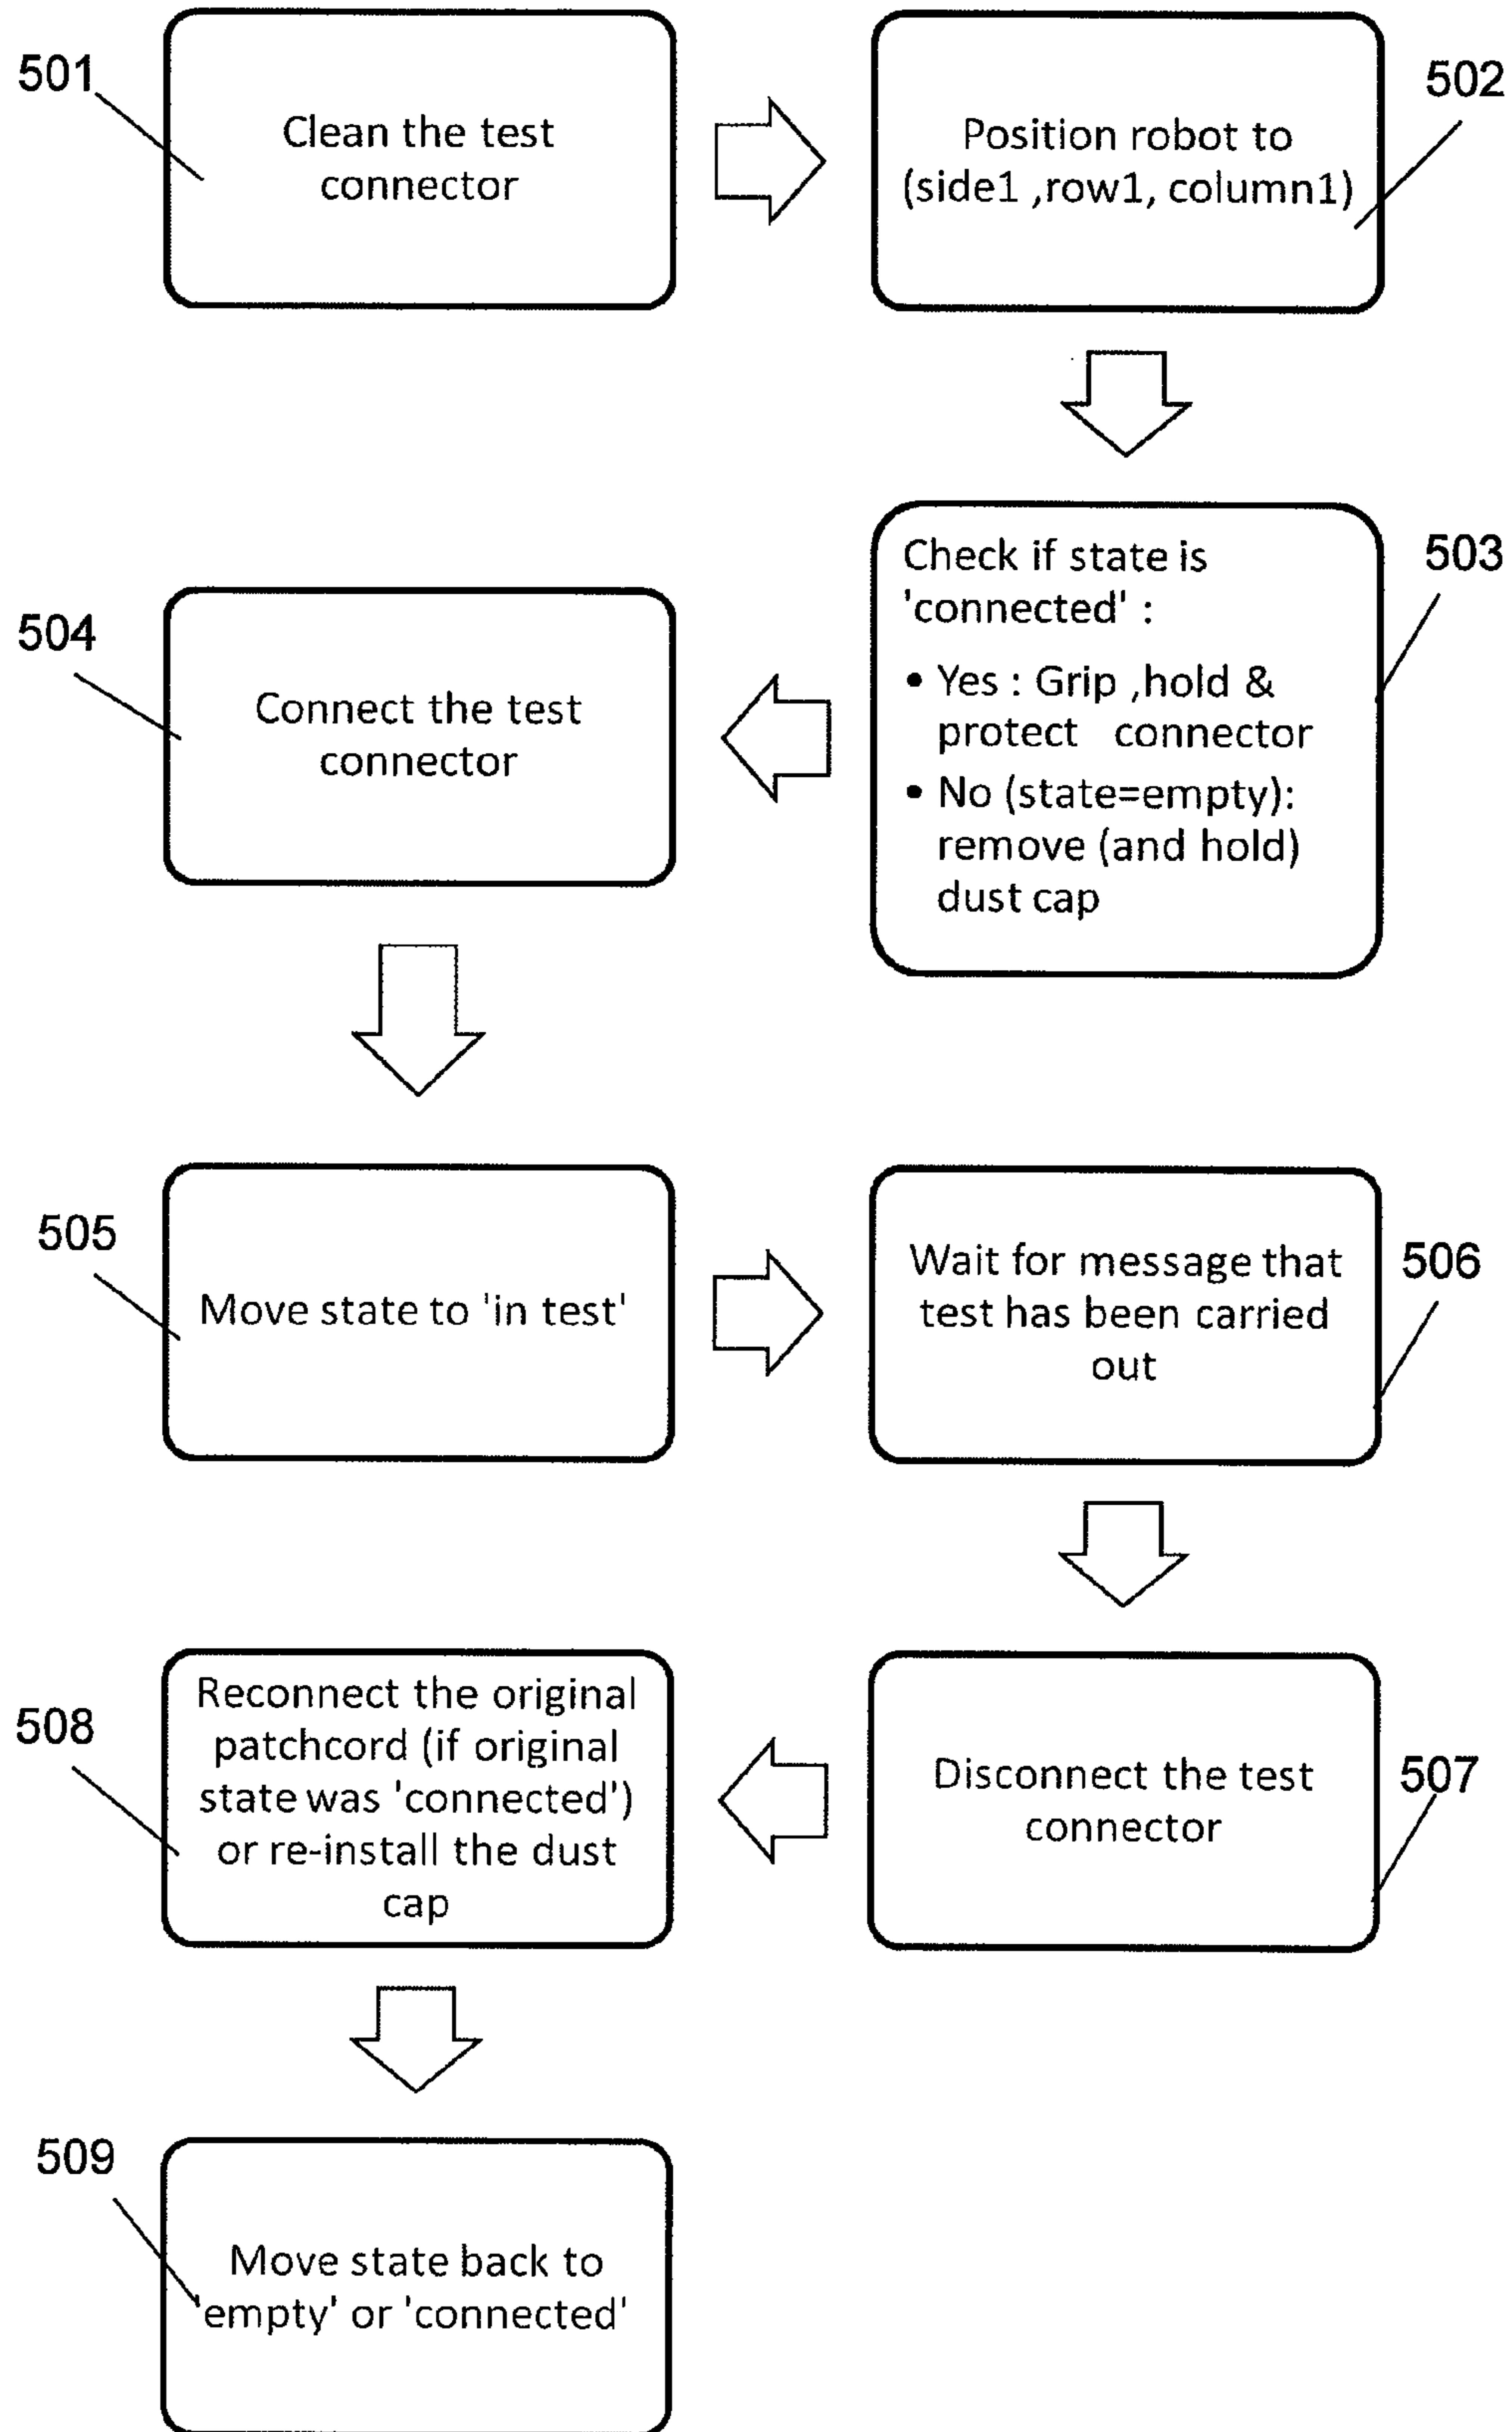 501
Clean the test
connector
502
Position robot to
(side1 ,row1, column1)
503
Check if state is
'connected' :
• Yes : Grip ,hold &
protect connector
• No (state=empty):
remove (and hold)
dust cap
504
Connect the test
connector
505
Move state to 'in test'
506
Wait for message that
test has been carried
out
507
Disconnect the test
connector
508
Reconnect the original
patchcord (if original
state was 'connected')
or re-install the dust
cap
509
Move state back to
'empty' or 'connected'